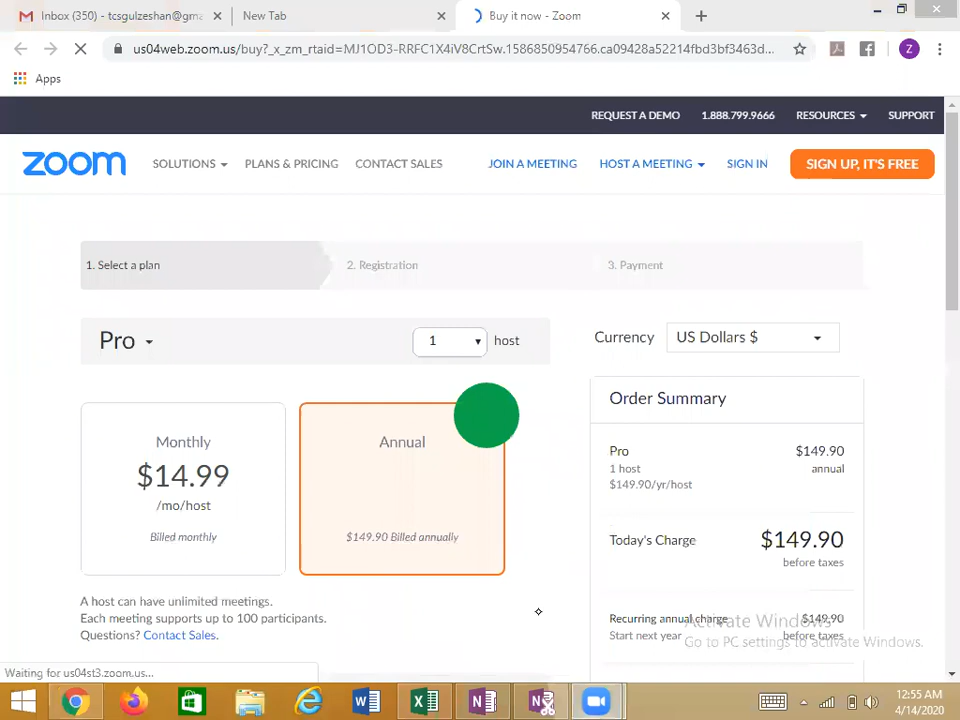 Inbox (350) - tcsgulzeshan@gma
New Tab
Buy it now - Zoom
us04web.zoom.us/buy?_x_zm_rtaid=MJ1OD3-RRFC1X4iV8CrtSw.1586850954766.ca09428a52214fbd3bf3463d...
Z
Apps
REQUEST A DEMO 1.888.799.9666 RESOURCES SUPPORT
zoom SOLUTIONS PLANS & PRICING CONTACT SALES JOIN A MEETING HOST A MEETING SIGN IN SIGN UP, IT'S FREE
1. Select a plan 2. Registration 3. Payment
Pro 1 host
Currency US Dollars $
Monthly
$14.99
/mo/host
Billed monthly
Annual
$149.90 Billed annually
A host can have unlimited meetings.
Each meeting supports up to 100 participants.
Questions? Contact Sales.
Order Summary
Pro $149.90
1 host annual
$149.90/yr/host
Today's Charge $149.90
before taxes
Recurring annual charge $149.90
Start next year before taxes
Activate Windows
Go to PC settings to activate Windows.
Waiting for us04st3.zoom.us...
12:55 AM
4/14/2020